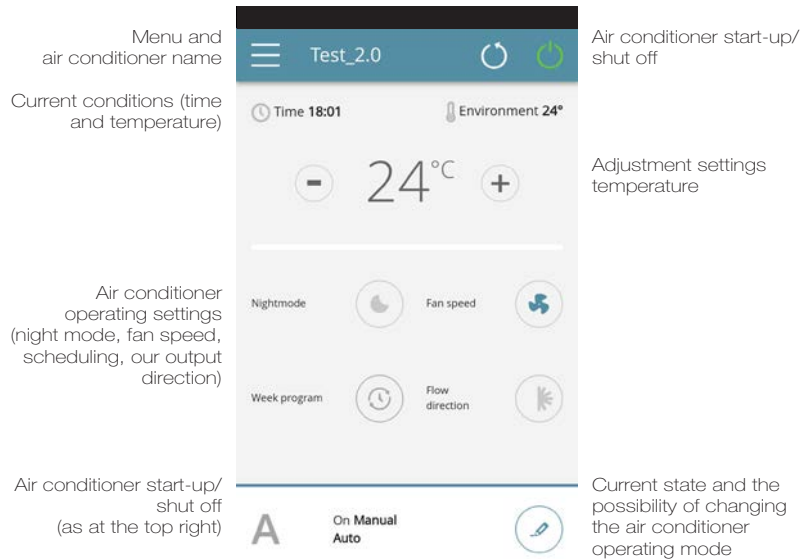 Menu and
air conditioner name
Test_2.0
Air conditioner start-up/
shut off
Current conditions (time
and temperature)
Time 18:01
Environment 24°
24°C
Adjustment settings
temperature
Air conditioner
operating settings
(night mode, fan speed,
scheduling, our output
direction)
Nightmode
Fan speed
Week program
Flow
direction
Air conditioner start-up/
shut off
(as at the top right)
A
On Manual
Auto
Current state and the
possibility of changing
the air conditioner
operating mode